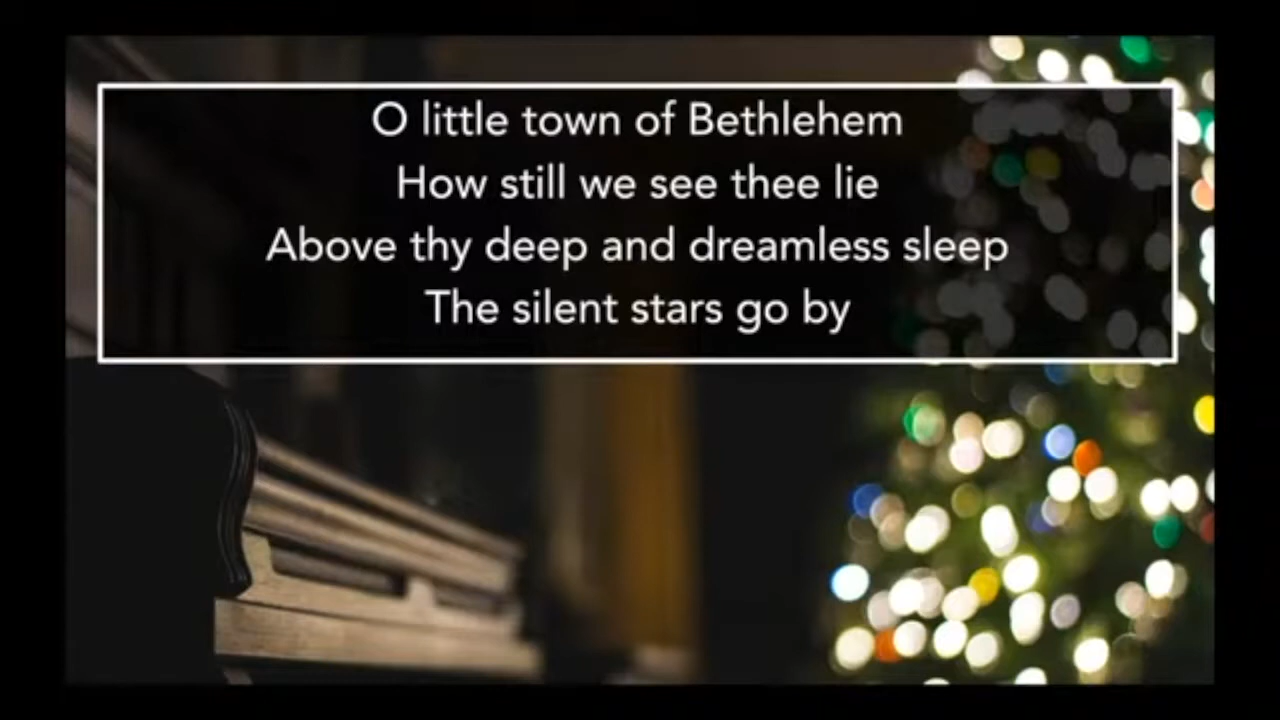 O little town of Bethlehem
How still we see thee lie
Above thy deep and dreamless sleep
The silent stars go by